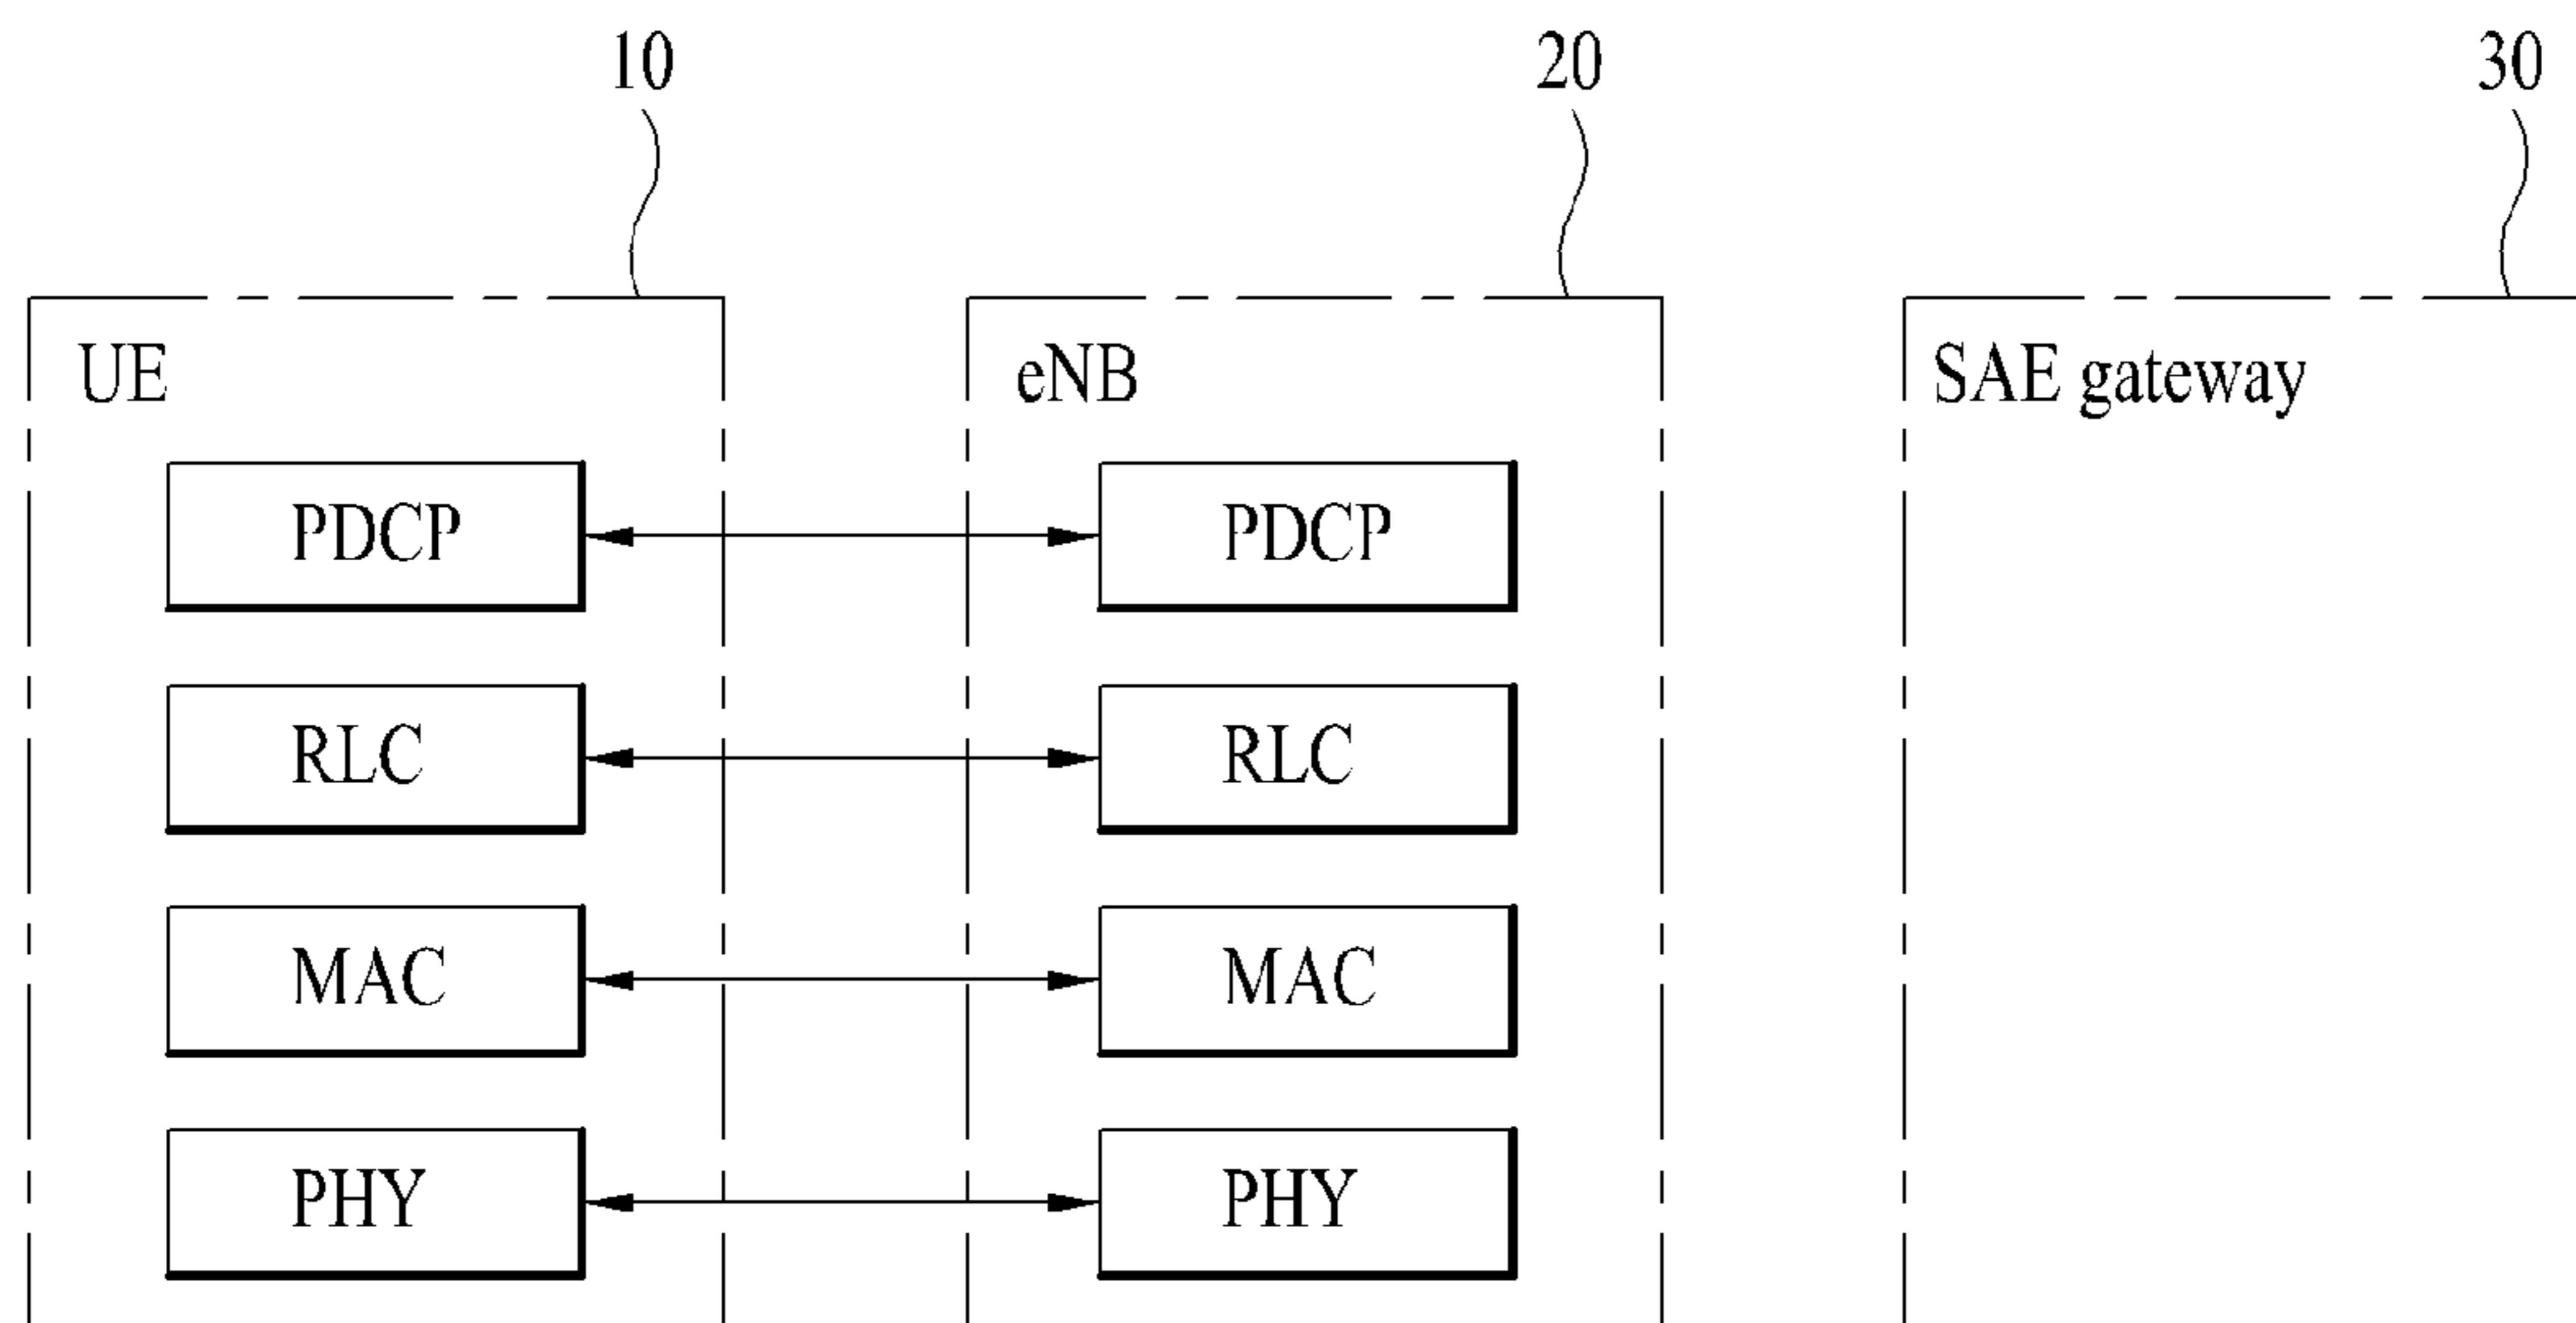 10 20 30
UE eNB SAE gateway
PDCP PDCP
RLC RLC
MAC MAC
PHY PHY